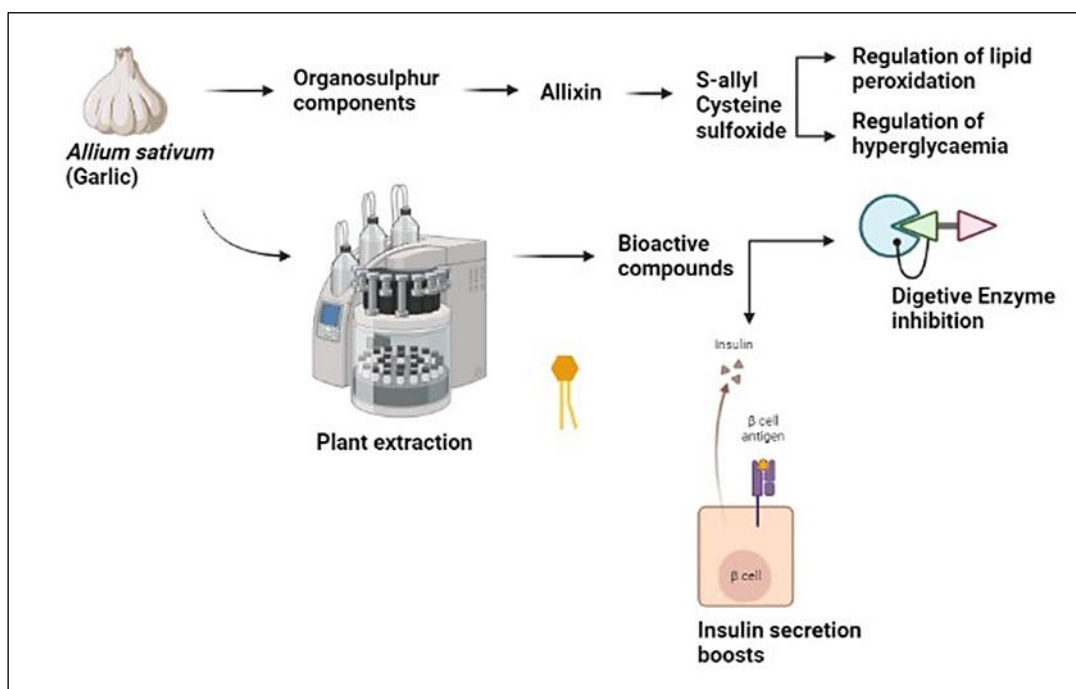 Allium sativum
(Garlic)
Organosulphur
components
Allixin
S-allyl
Cysteine
sulfoxide
Regulation of lipid
peroxidation
Regulation of
hyperglycaemia
Plant extraction
Bioactive
compounds
Digetive Enzyme
inhibition
Insulin
β cell
antigen
β cell
Insulin secretion
boosts